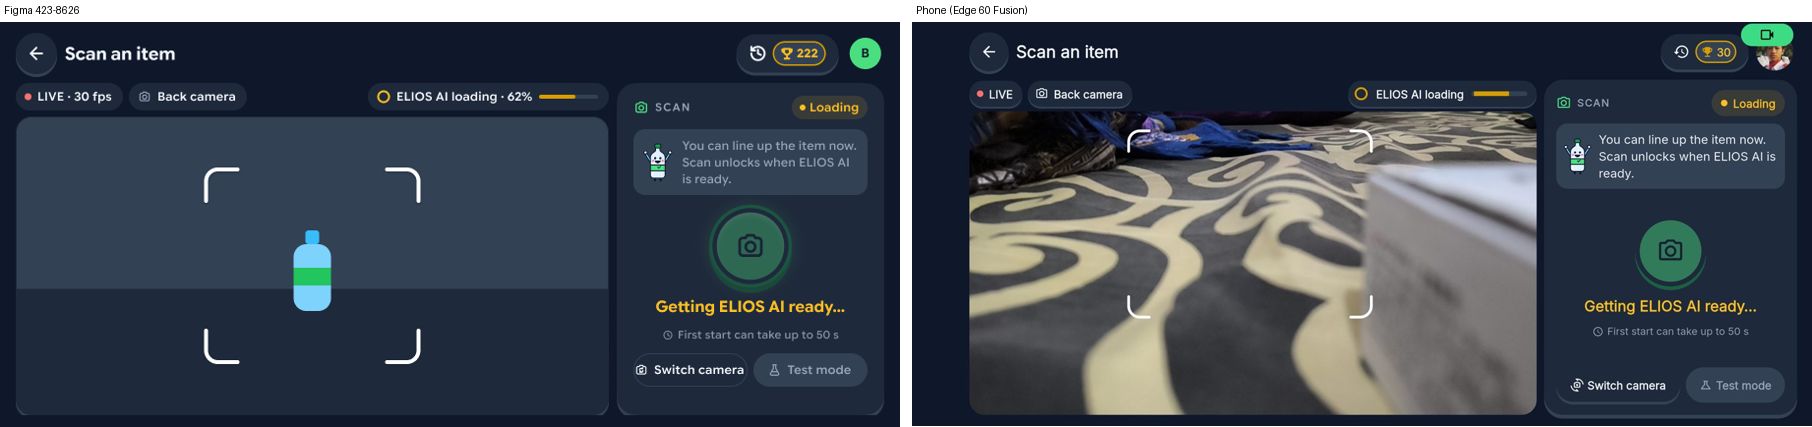 Figma 423-8626
Scan an item
222
B
LIVE · 30 fps
Back camera
ELIOS AI loading · 62%
SCAN
Loading
You can line up the item now.
Scan unlocks when ELIOS AI
is ready.
Getting ELIOS AI ready...
First start can take up to 50 s
Switch camera
Test mode
Phone (Edge 60 Fusion)
Scan an item
30
LIVE
Back camera
ELIOS AI loading
SCAN
Loading
You can line up the item now.
Scan unlocks when ELIOS AI is
ready.
Getting ELIOS AI ready...
First start can take up to 50 s
Switch camera
Test mode